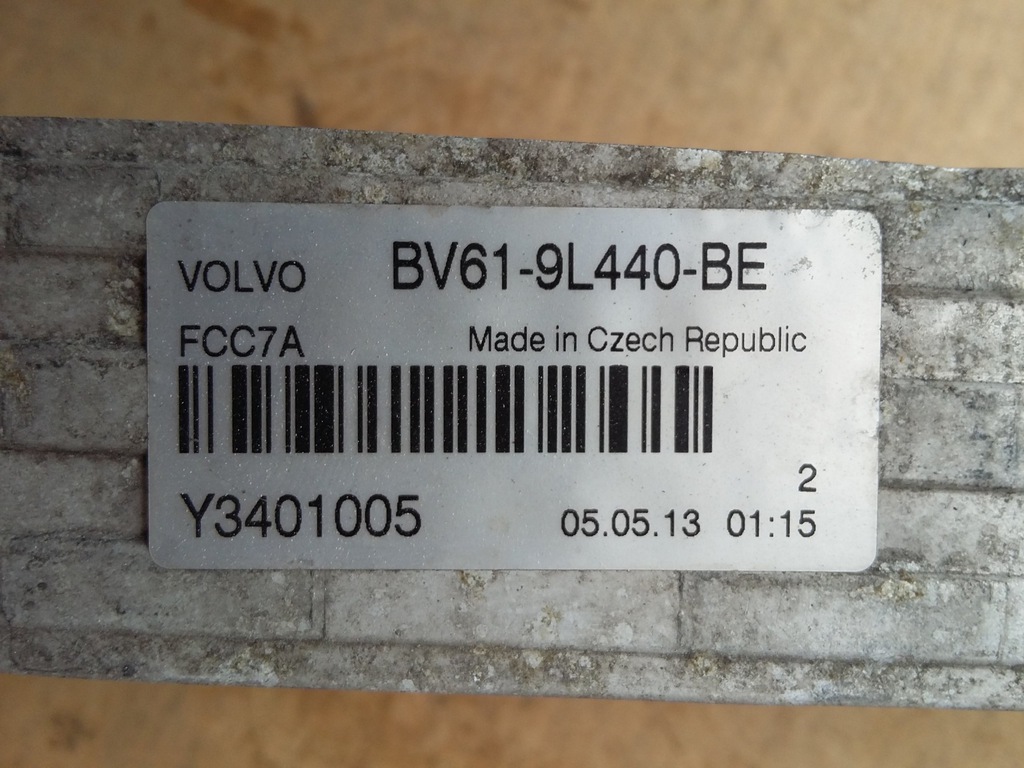 VOLVO BV61-9L440-BE
FCC7A Made in Czech Republic
2
Y3401005 05.05.13 01:15